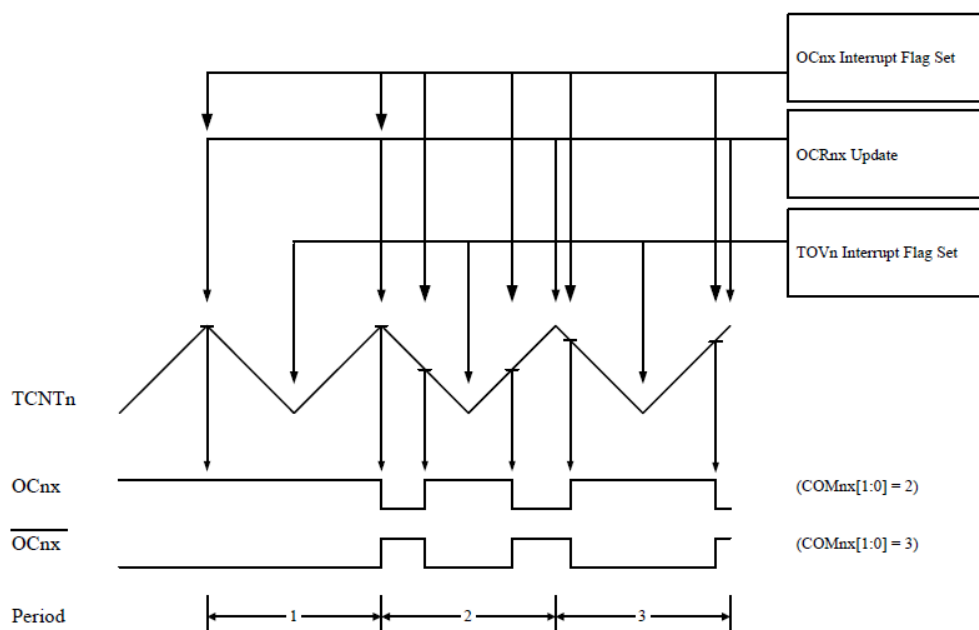 OCnx Interrupt Flag Set
OCRnx Update
TOVn Interrupt Flag Set
TCNTn
OCnx (COMnx[1:0] = 2)
OCnx (COMnx[1:0] = 3)
Period 1 2 3